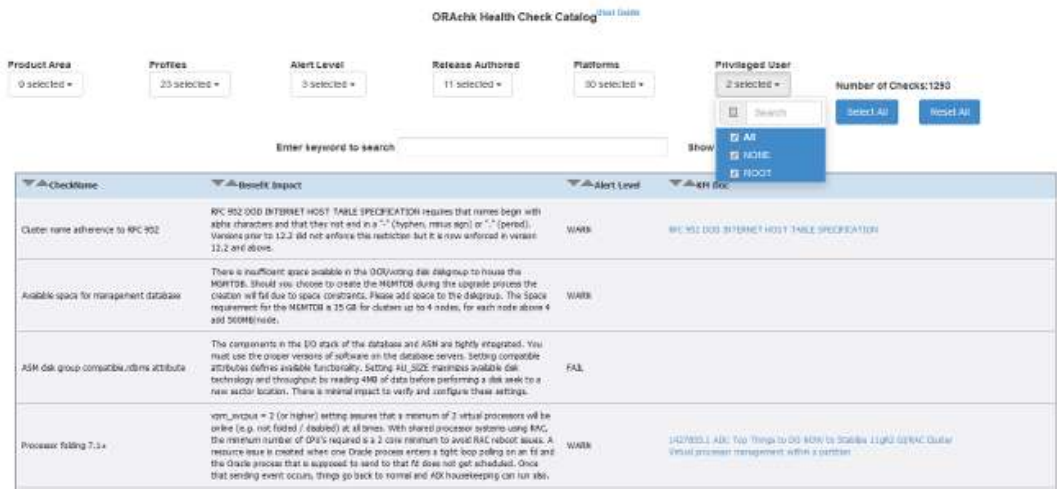 ORAchk Health Check Catalog User Guide
Product Area Profiles Alert Level Release Authored Platforms Privileged User
9 selected 23 selected 3 selected 11 selected 30 selected 2 selected
Number of Checks:1293
Search
Select All Reset All
All
NONE
ROOT
Enter keyword to search
Show
CheckName Benefit Impact Alert Level KM Doc
RFC 952 DOD INTERNET HOST TABLE SPECIFICATION requires that names begin with
alpha characters and that they not end in a "-" (hyphen, minus sign) or "." (period).
Cluster name adherence to RFC 952
WARN
RFC 952 DOD INTERNET HOST TABLE SPECIFICATION
Versions prior to 12.2 did not enforce this restriction but it is now enforced in version
12.2 and above.
There is insufficient space available in the OCR/voting disk diskgroup to house the
MGMTDB. Should you choose to create the MGMTDB during the upgrade process the
Available space for management database
creation will fail due to space constraints. Please add space to the diskgroup. The Space
WARN
requirement for the MGMTDB is 35 GB for clusters up to 4 nodes, for each node above 4
add 500MB/node.
The components in the I/O stack of the database and ASM are tightly integrated. You
must use the proper versions of software on the database servers. Setting compatible
ASM disk group compatible.rdbms attribute
attributes defines available functionality. Setting AU_SIZE maximizes available disk
FAIL
technology and throughput by reading 4MB of data before performing a disk seek to a
new sector location. There is minimal impact to verify and configure these settings.
vpm_xvcpus = 2 (or higher) setting assures that a minimum of 2 virtual processors will be
online (e.g. not folded / disabled) at all times. With shared processor systems using RAC,
the minimum number of CPU's required is a 2 core minimum to avoid RAC reboot issues. A
Processor folding 7.1+
resource issue is created when one Oracle process enters a tight loop polling on an fd and
WARN
1427855.1 AIX: Top Things to DO NOW to Stabilize 11gR2 GI/RAC Cluster
Virtual processor management within a partition
the Oracle process that is supposed to send to that fd does not get scheduled. Once
that sending event occurs, things go back to normal and AIX housekeeping can run also.